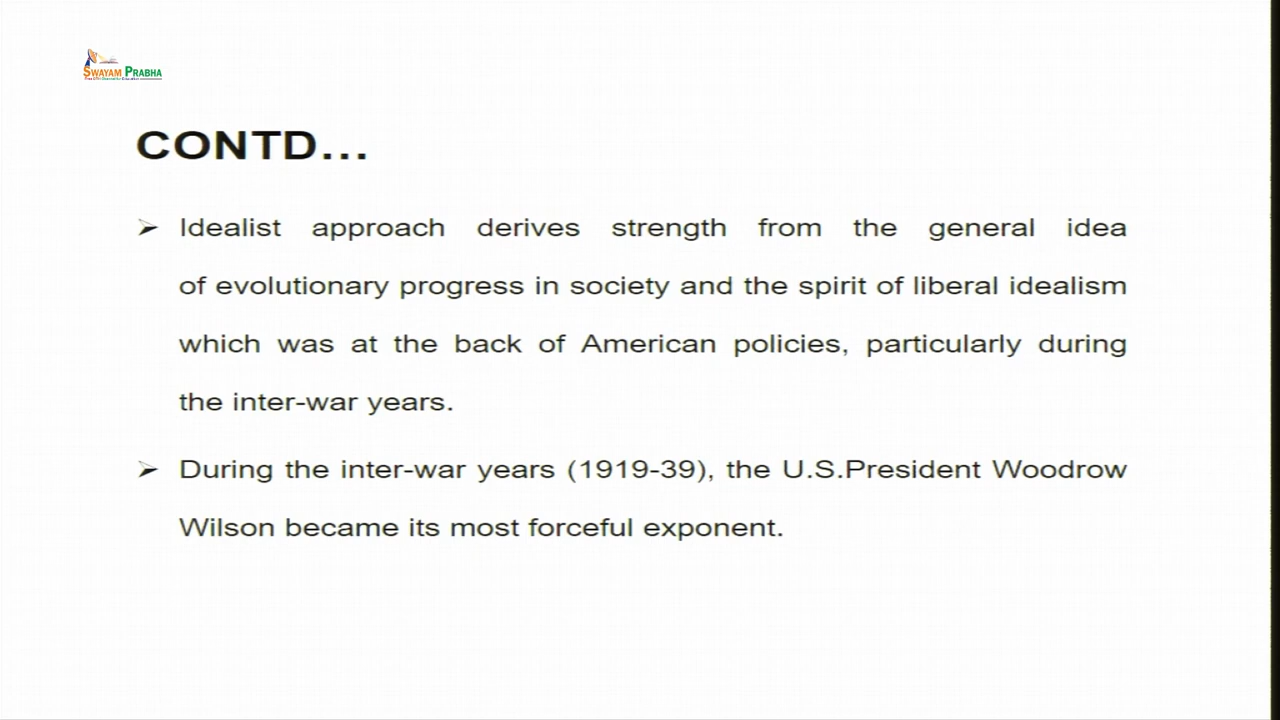 SWAYAM PRABHA
CONTD...
➢ Idealist approach derives strength from the general idea
of evolutionary progress in society and the spirit of liberal idealism
which was at the back of American policies, particularly during
the inter-war years.
➢ During the inter-war years (1919-39), the U.S.President Woodrow
Wilson became its most forceful exponent.